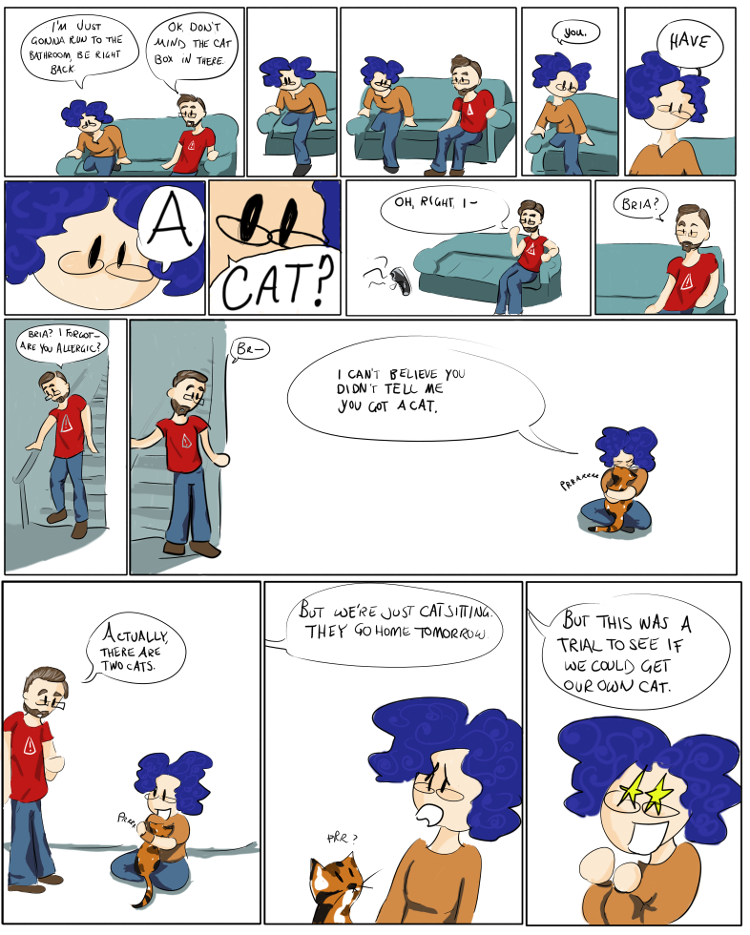 I'M JUST
GONNA RUN TO THE
BATHROOM, BE RIGHT
BACK.
OK, DON'T
MIND THE CAT
BOX IN THERE.
YOU.
HAVE
A
CAT?
OH, RIGHT, I-
BRIA?
BRIA? I FORGOT-
ARE YOU ALLERGIC?
BR-
I CAN'T BELIEVE YOU
DIDN'T TELL ME
YOU GOT A CAT.
PRRRrrrr
ACTUALLY,
THERE ARE
TWO CATS.
PRrrr
BUT WE'RE JUST CATSITTING.
THEY GO HOME TOMORROW
PRR?
BUT THIS WAS A
TRIAL TO SEE IF
WE COULD GET
OUR OWN CAT.